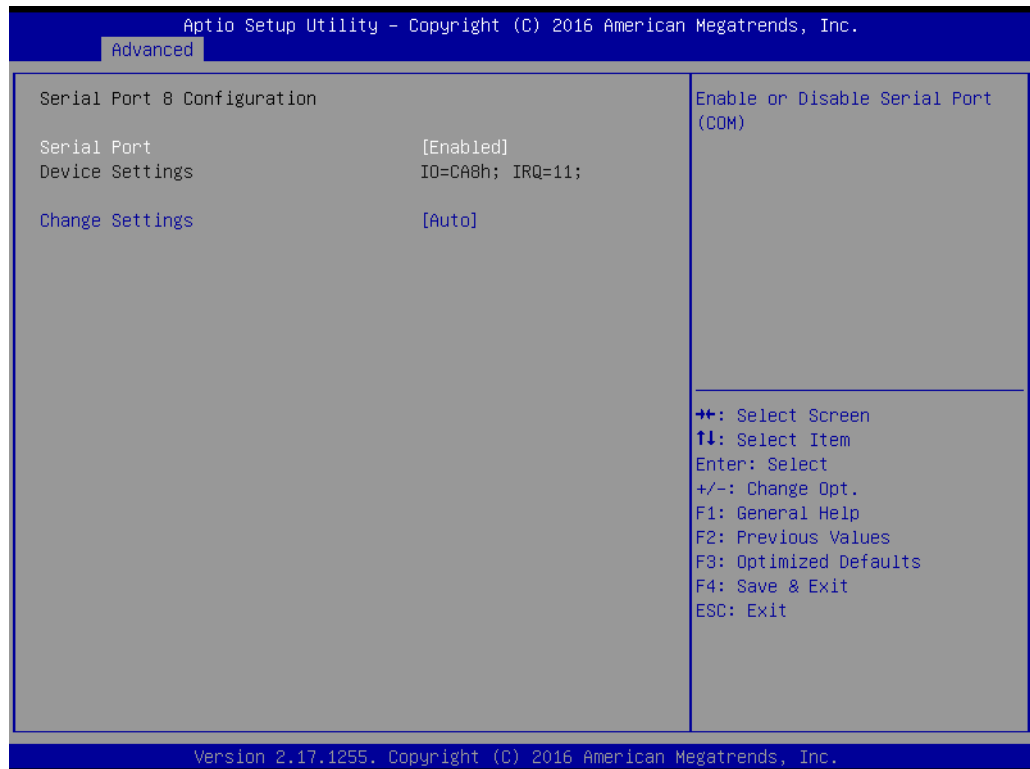 Aptio Setup Utility – Copyright (C) 2016 American Megatrends, Inc.
Advanced
Serial Port 8 Configuration
Serial Port [Enabled]
Device Settings IO=CA8h; IRQ=11;
Change Settings [Auto]
Enable or Disable Serial Port
(COM)
→←: Select Screen
↑↓: Select Item
Enter: Select
+/-: Change Opt.
F1: General Help
F2: Previous Values
F3: Optimized Defaults
F4: Save & Exit
ESC: Exit
Version 2.17.1255. Copyright (C) 2016 American Megatrends, Inc.